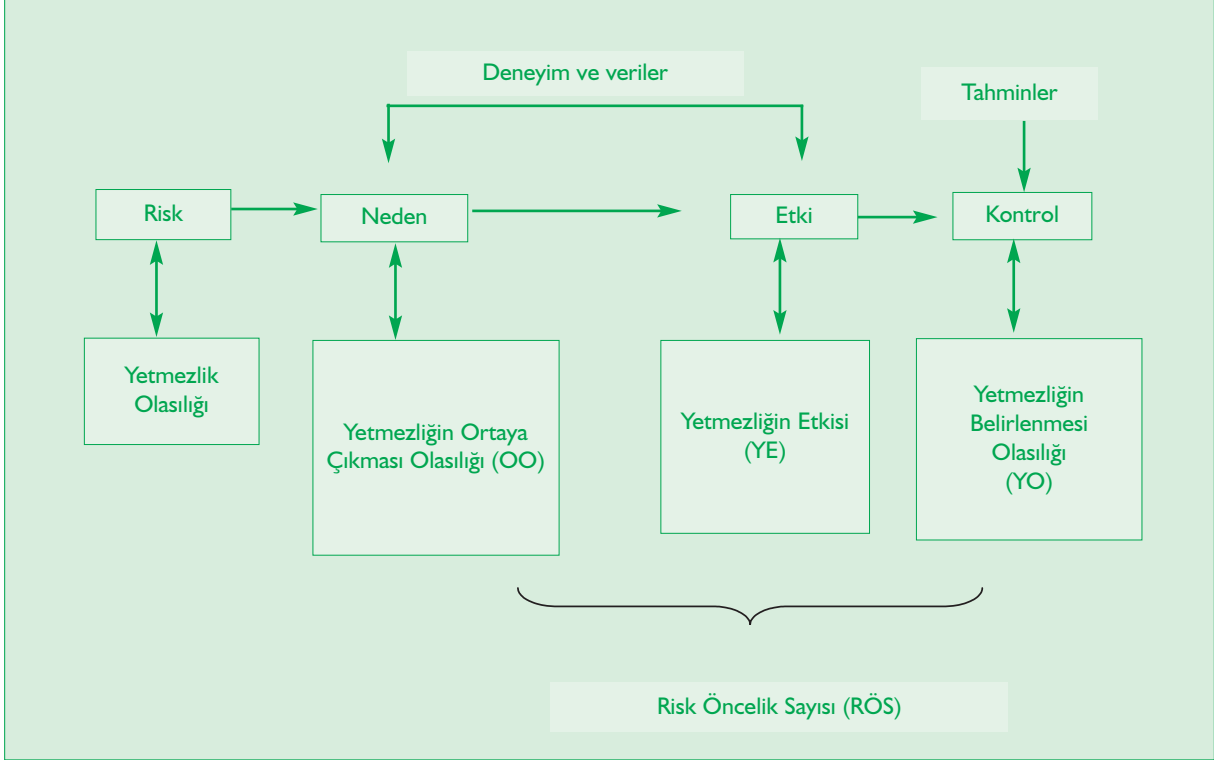 Deneyim ve veriler
Tahminler
Risk
Neden
Etki
Kontrol
Yetmezlik
Olasılığı
Yetmezliğin Ortaya
Çıkması Olasılığı (OO)
Yetmezliğin Etkisi
(YE)
Yetmezliğin
Belirlenmesi
Olasılığı
(YO)
Risk Öncelik Sayısı (RÖS)